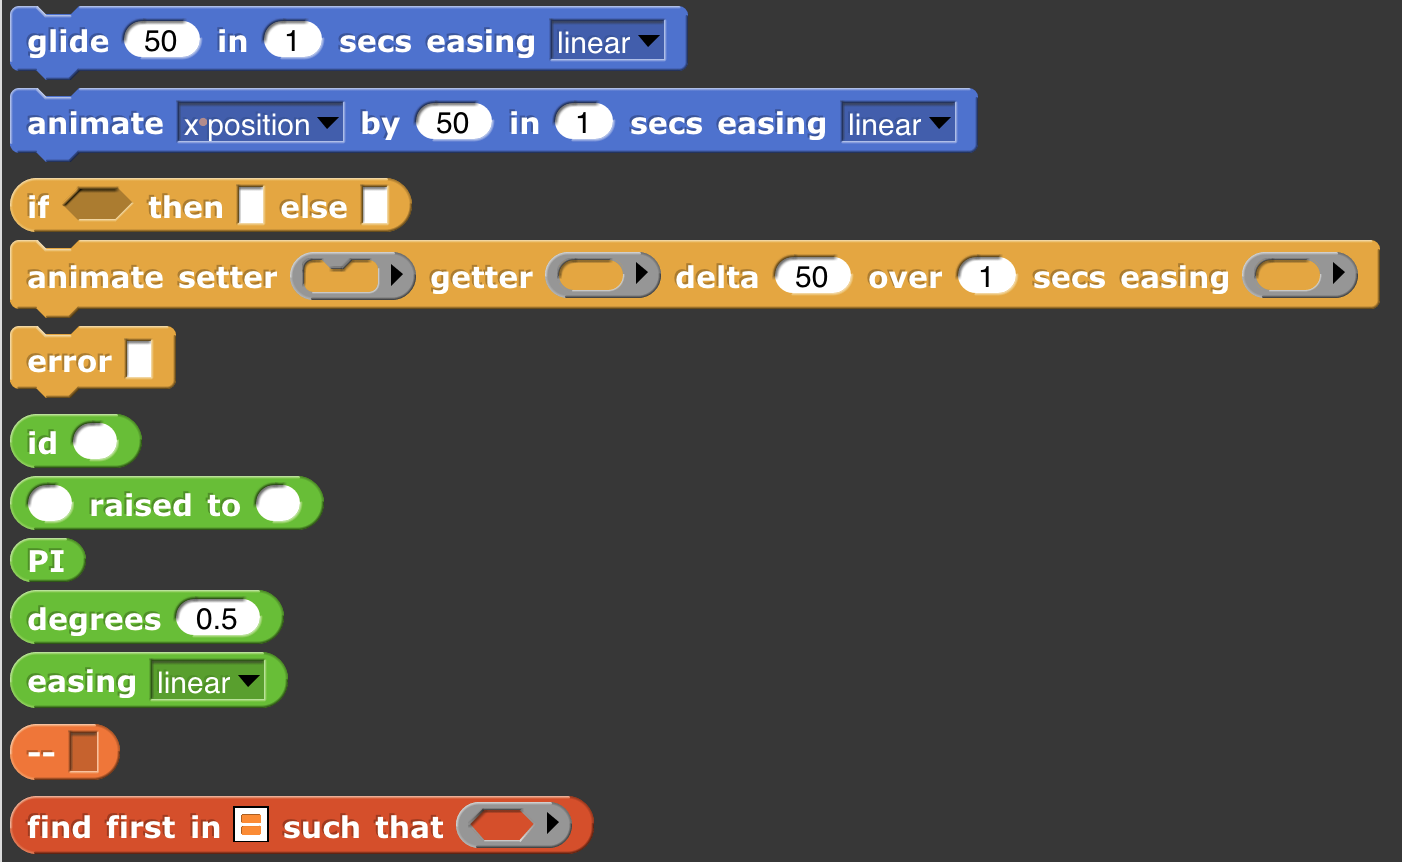 glide 50 in 1 secs easing linear
animate x position by 50 in 1 secs easing linear
if then else
animate setter getter delta 50 over 1 secs easing
error
id
raised to
PI
degrees 0.5
easing linear
--
find first in such that